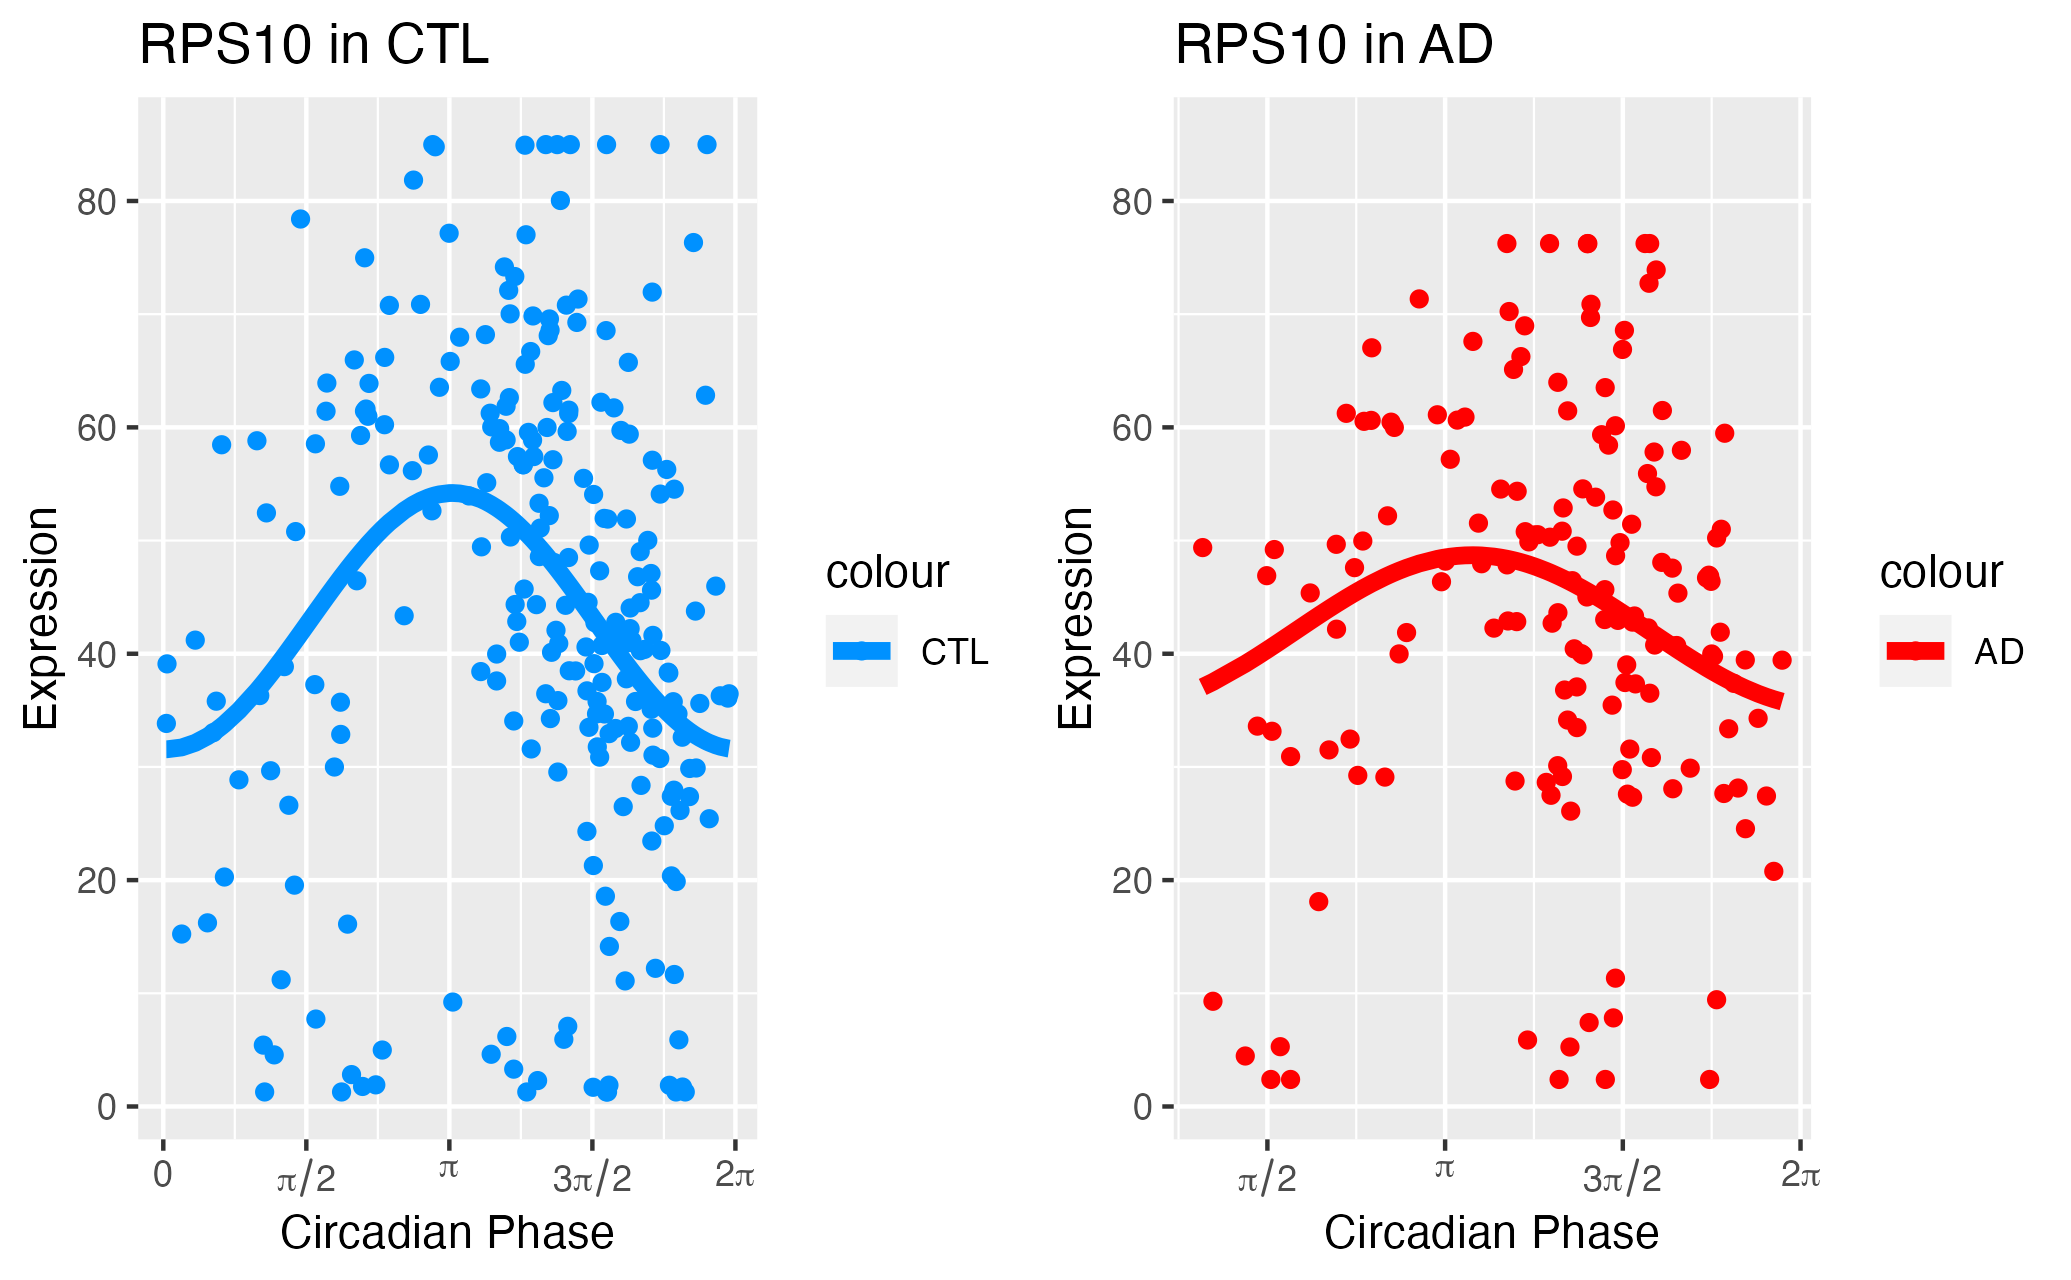 RPS10 in CTL
Expression
80
60
40
20
0
0 π/2 π 3π/2 2π
Circadian Phase
colour
CTL
RPS10 in AD
Expression
80
60
40
20
0
π/2 π 3π/2 2π
Circadian Phase
colour
AD